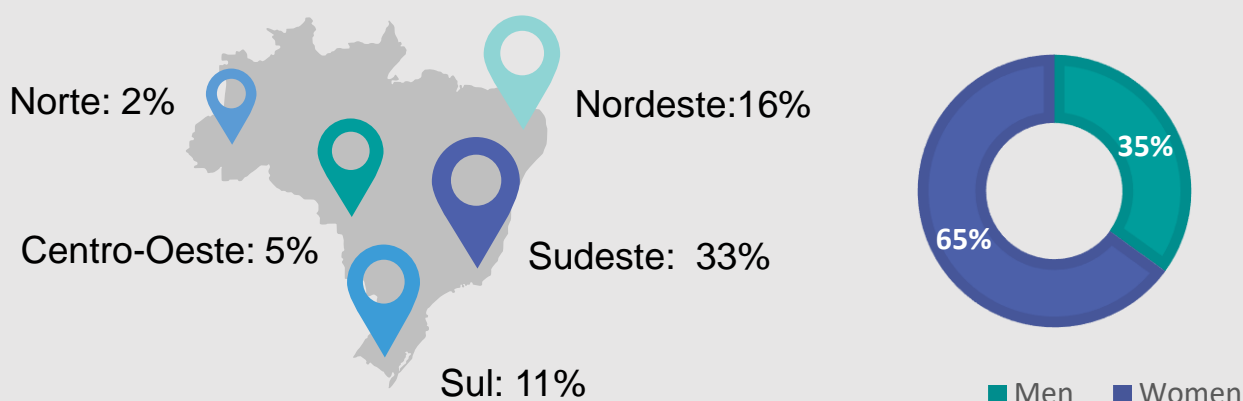 Norte: 2%
Nordeste:16%
Centro-Oeste: 5%
Sudeste: 33%
Sul: 11%
35%
65%
Men
Women